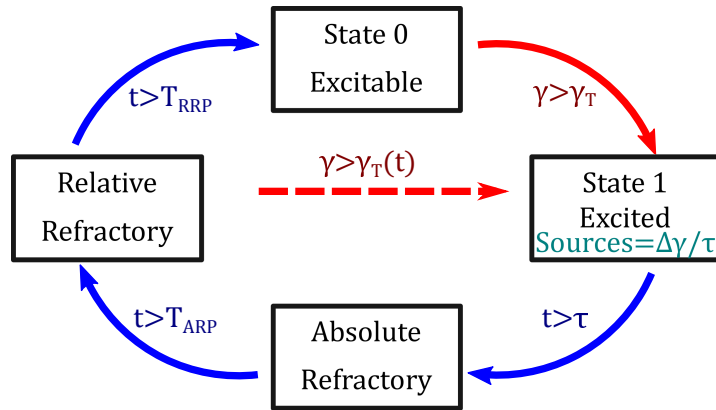 State 0
Excitable
t>T_RRP
γ>γ_T
γ>γ_T(t)
Relative
Refractory
State 1
Excited
Sources=Δγ/τ
t>T_ARP
t>τ
Absolute
Refractory